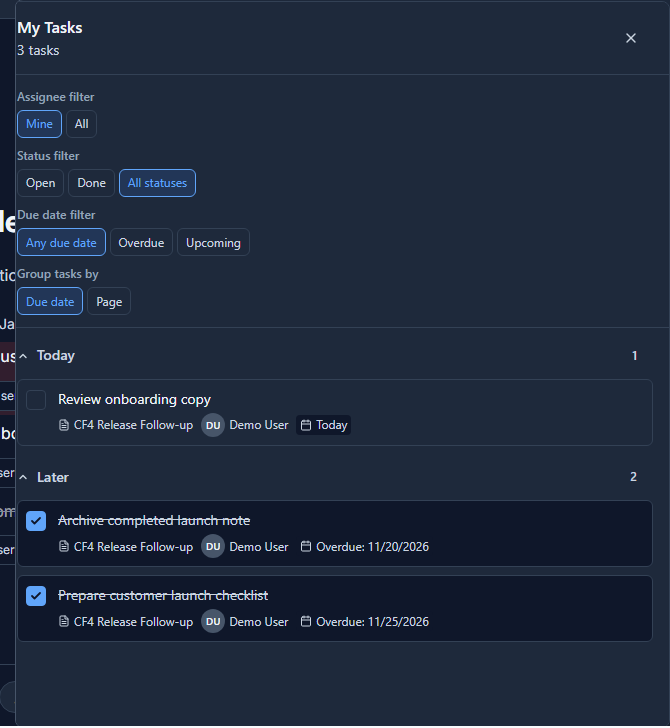 My Tasks
3 tasks
Assignee filter
Mine All
Status filter
Open Done All statuses
Due date filter
Any due date Overdue Upcoming
Group tasks by
Due date Page
Today 1
Review onboarding copy
CF4 Release Follow-up DU Demo User Today
Later 2
Archive completed launch note
CF4 Release Follow-up DU Demo User Overdue: 11/20/2026
Prepare customer launch checklist
CF4 Release Follow-up DU Demo User Overdue: 11/25/2026